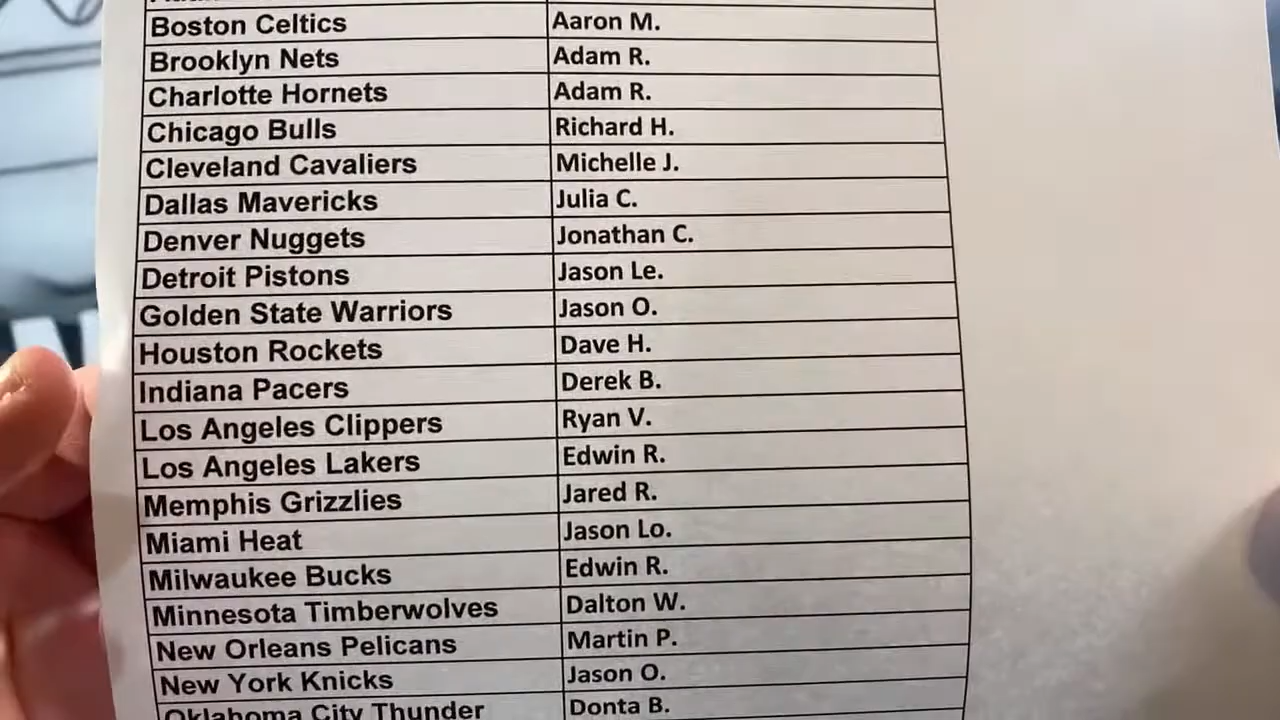 Boston Celtics Aaron M.
Brooklyn Nets Adam R.
Charlotte Hornets Adam R.
Chicago Bulls Richard H.
Cleveland Cavaliers Michelle J.
Dallas Mavericks Julia C.
Denver Nuggets Jonathan C.
Detroit Pistons Jason Le.
Golden State Warriors Jason O.
Houston Rockets Dave H.
Indiana Pacers Derek B.
Los Angeles Clippers Ryan V.
Los Angeles Lakers Edwin R.
Memphis Grizzlies Jared R.
Miami Heat Jason Lo.
Milwaukee Bucks Edwin R.
Minnesota Timberwolves Dalton W.
New Orleans Pelicans Martin P.
New York Knicks Jason O.
Oklahoma City Thunder Donta B.